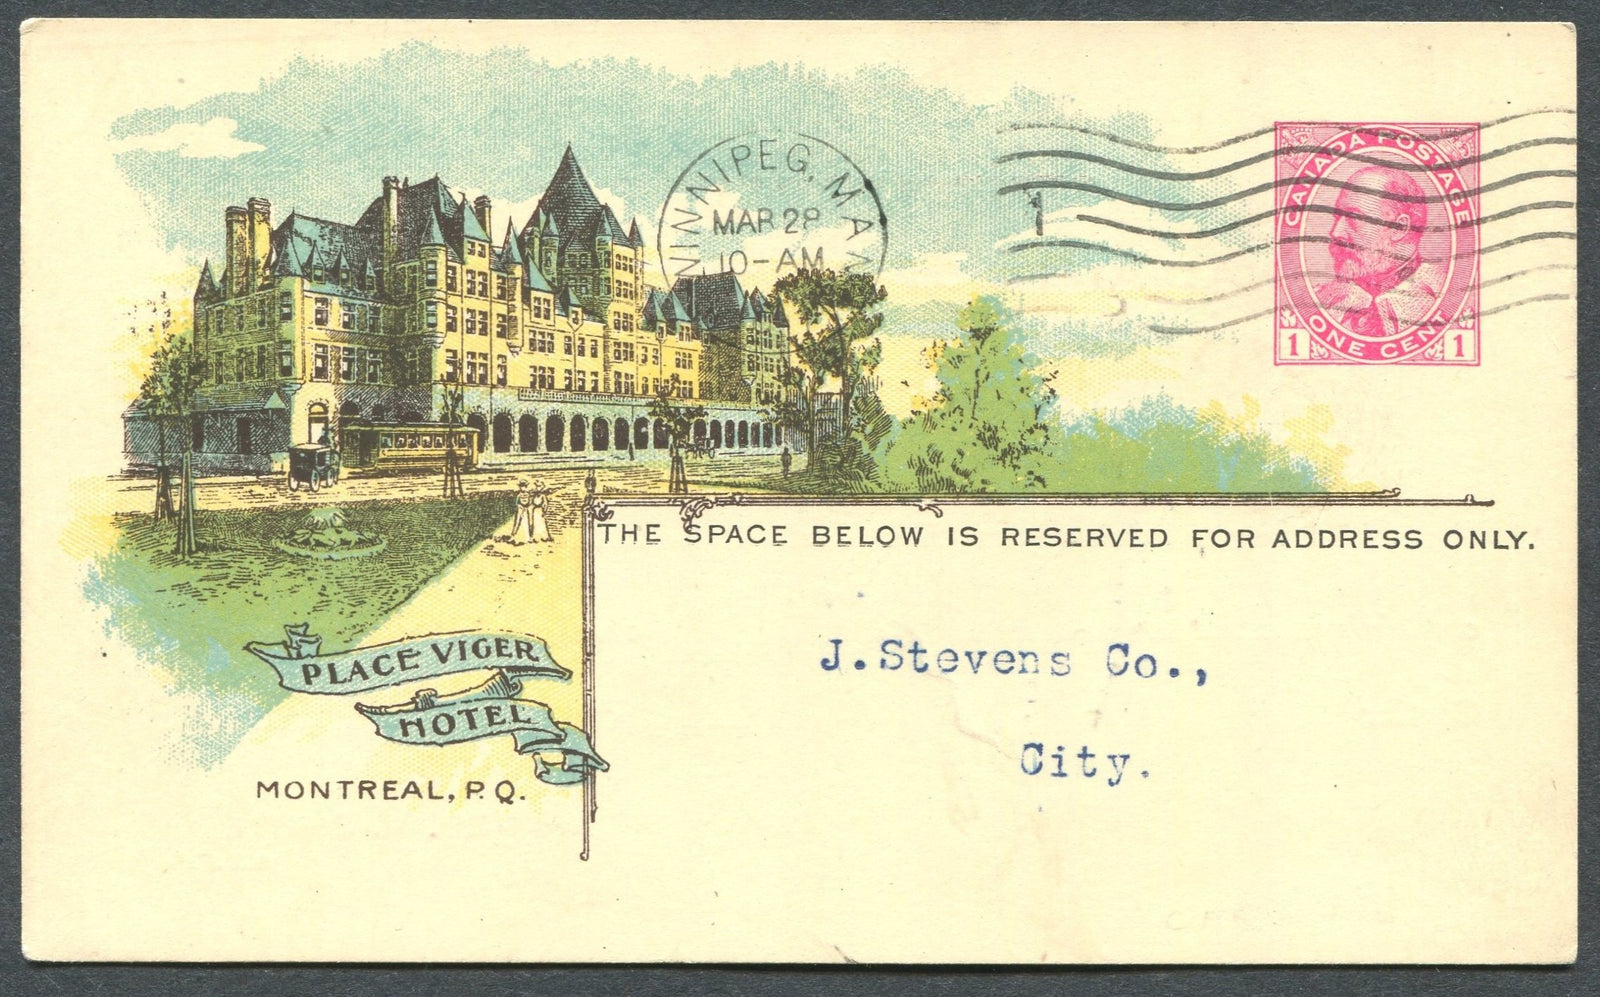 WINNIPEG, MAN
MAR 28
10-AM
1
CANADA POSTAGE
ONE CENT
1 1
THE SPACE BELOW IS RESERVED FOR ADDRESS ONLY.
J.Stevens Co.,
City.
PLACE VIGER
HOTEL
MONTREAL, P.Q.